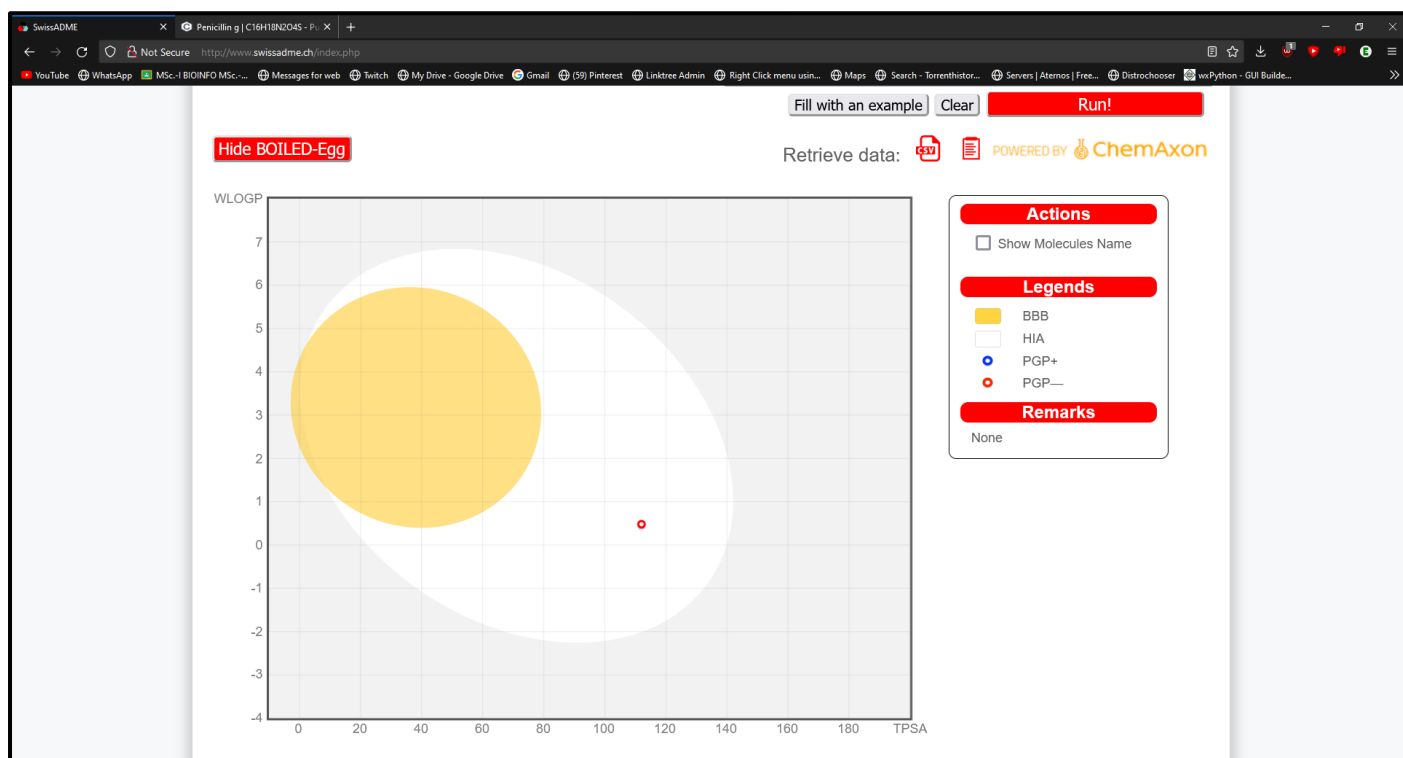 SwissADME
Penicillin g | C16H18N2O4S - Pu
Not Secure http://www.swissadme.ch/index.php
YouTube WhatsApp MSc.-I BIOINFO MSc.-... Messages for web Twitch My Drive - Google Drive Gmail (59) Pinterest Linktree Admin Right Click menu usin... Maps Search - Torrenthistor... Servers | Aternos | Free... Distrochooser wxPython - GUI Builde...
Fill with an example Clear Run!
Hide BOILED-Egg
Retrieve data: CSV POWERED BY ChemAxon
WLOGP
7
6
5
4
3
2
1
0
-1
-2
-3
-4
0 20 40 60 80 100 120 140 160 180 TPSA
Actions
Show Molecules Name
Legends
BBB
HIA
PGP+
PGP—
Remarks
None